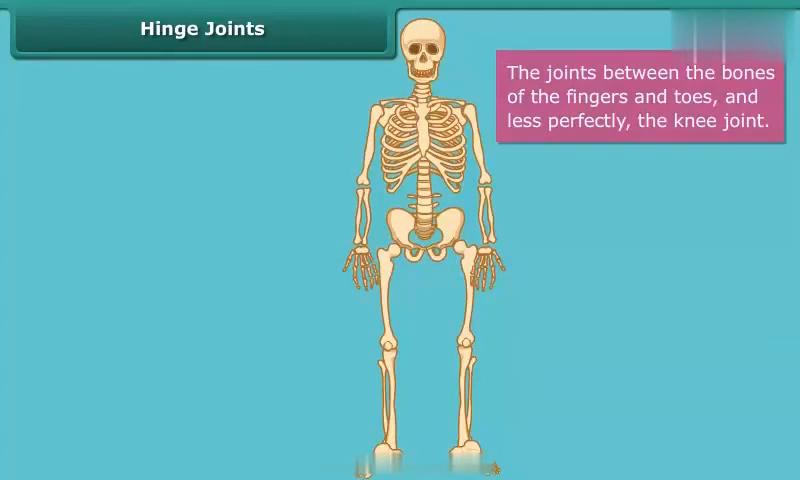 Hinge Joints
The joints between the bones
of the fingers and toes, and
less perfectly, the knee joint.